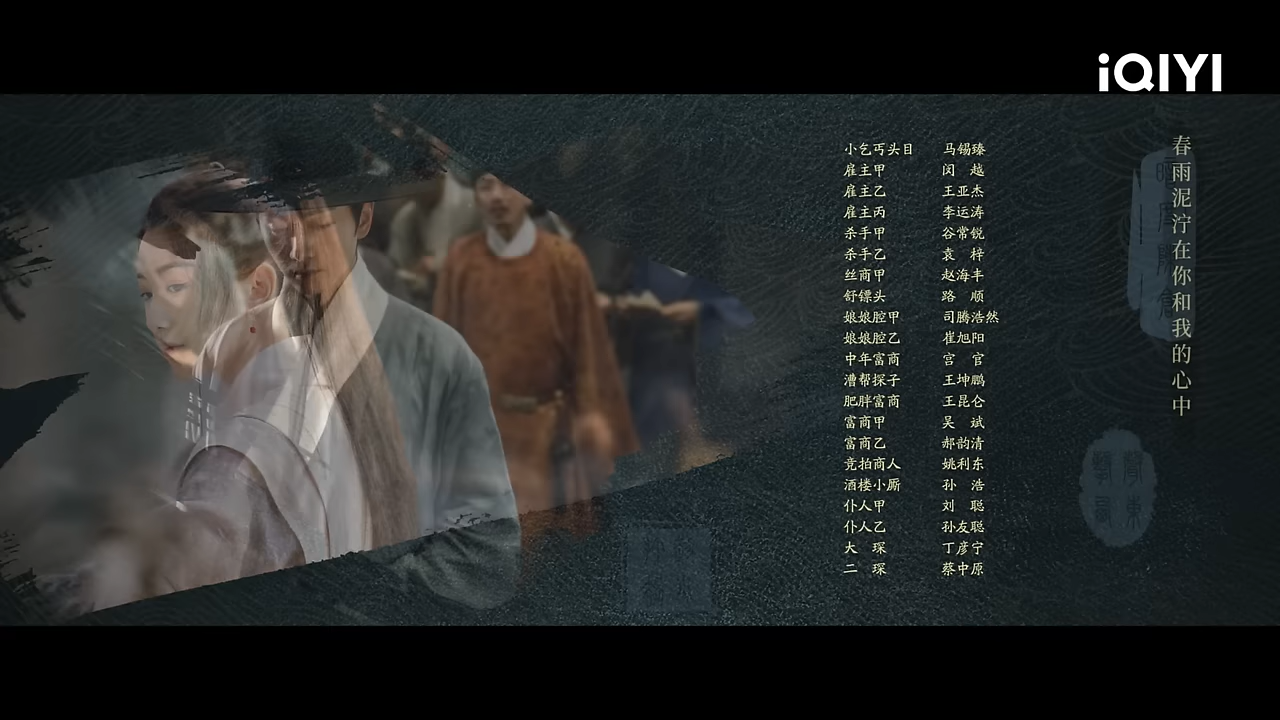 iQIYI
小乞丐头目 马锡臻
雇主甲 闵 越
雇主乙 王亚杰
雇主丙 李运涛
杀手甲 谷常锐
杀手乙 袁 梓
丝商甲 赵海丰
舒镖头 路 顺
娘娘腔甲 司腾浩然
娘娘腔乙 崔旭阳
中年富商 宫 官
漕帮探子 王坤鹏
肥胖富商 王昆仑
富商甲 吴 斌
富商乙 郝韵清
竞拍商人 姚利东
酒楼小厮 孙 浩
仆人甲 刘 聪
仆人乙 孙友聪
大 琛 丁彦宁
二 琛 蔡中原
春雨泥泞在你和我的心中